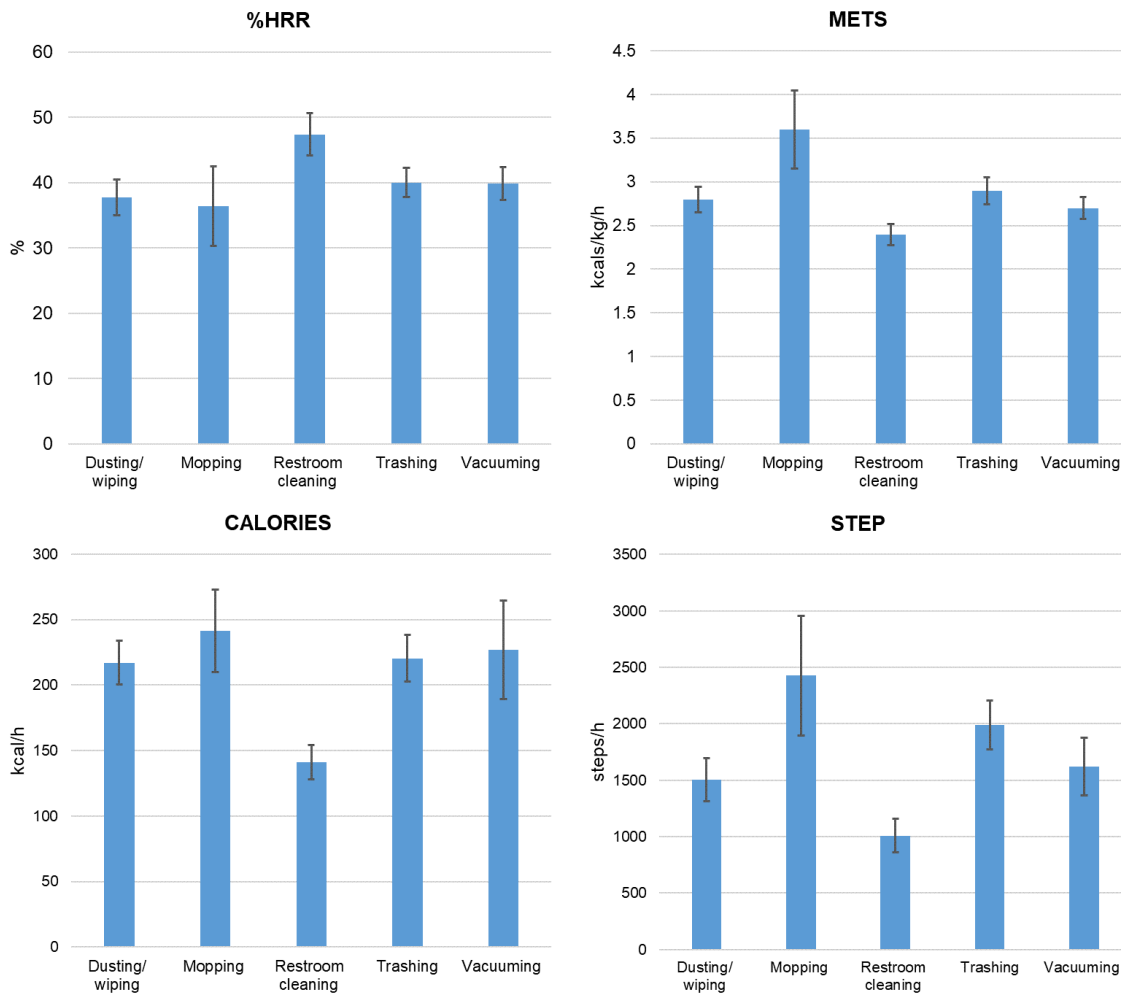 %HRR
60
50
40
30
20
10
0
%
Dusting/
wiping
Mopping
Restroom
cleaning
Trashing
Vacuuming
METS
4.5
4
3.5
3
2.5
2
1.5
1
0.5
0
kcals/kg/h
Dusting/
wiping
Mopping
Restroom
cleaning
Trashing
Vacuuming
CALORIES
300
250
200
150
100
50
0
kcal/h
Dusting/
wiping
Mopping
Restroom
cleaning
Trashing
Vacuuming
STEP
3500
3000
2500
2000
1500
1000
500
0
steps/h
Dusting/
wiping
Mopping
Restroom
cleaning
Trashing
Vacuuming